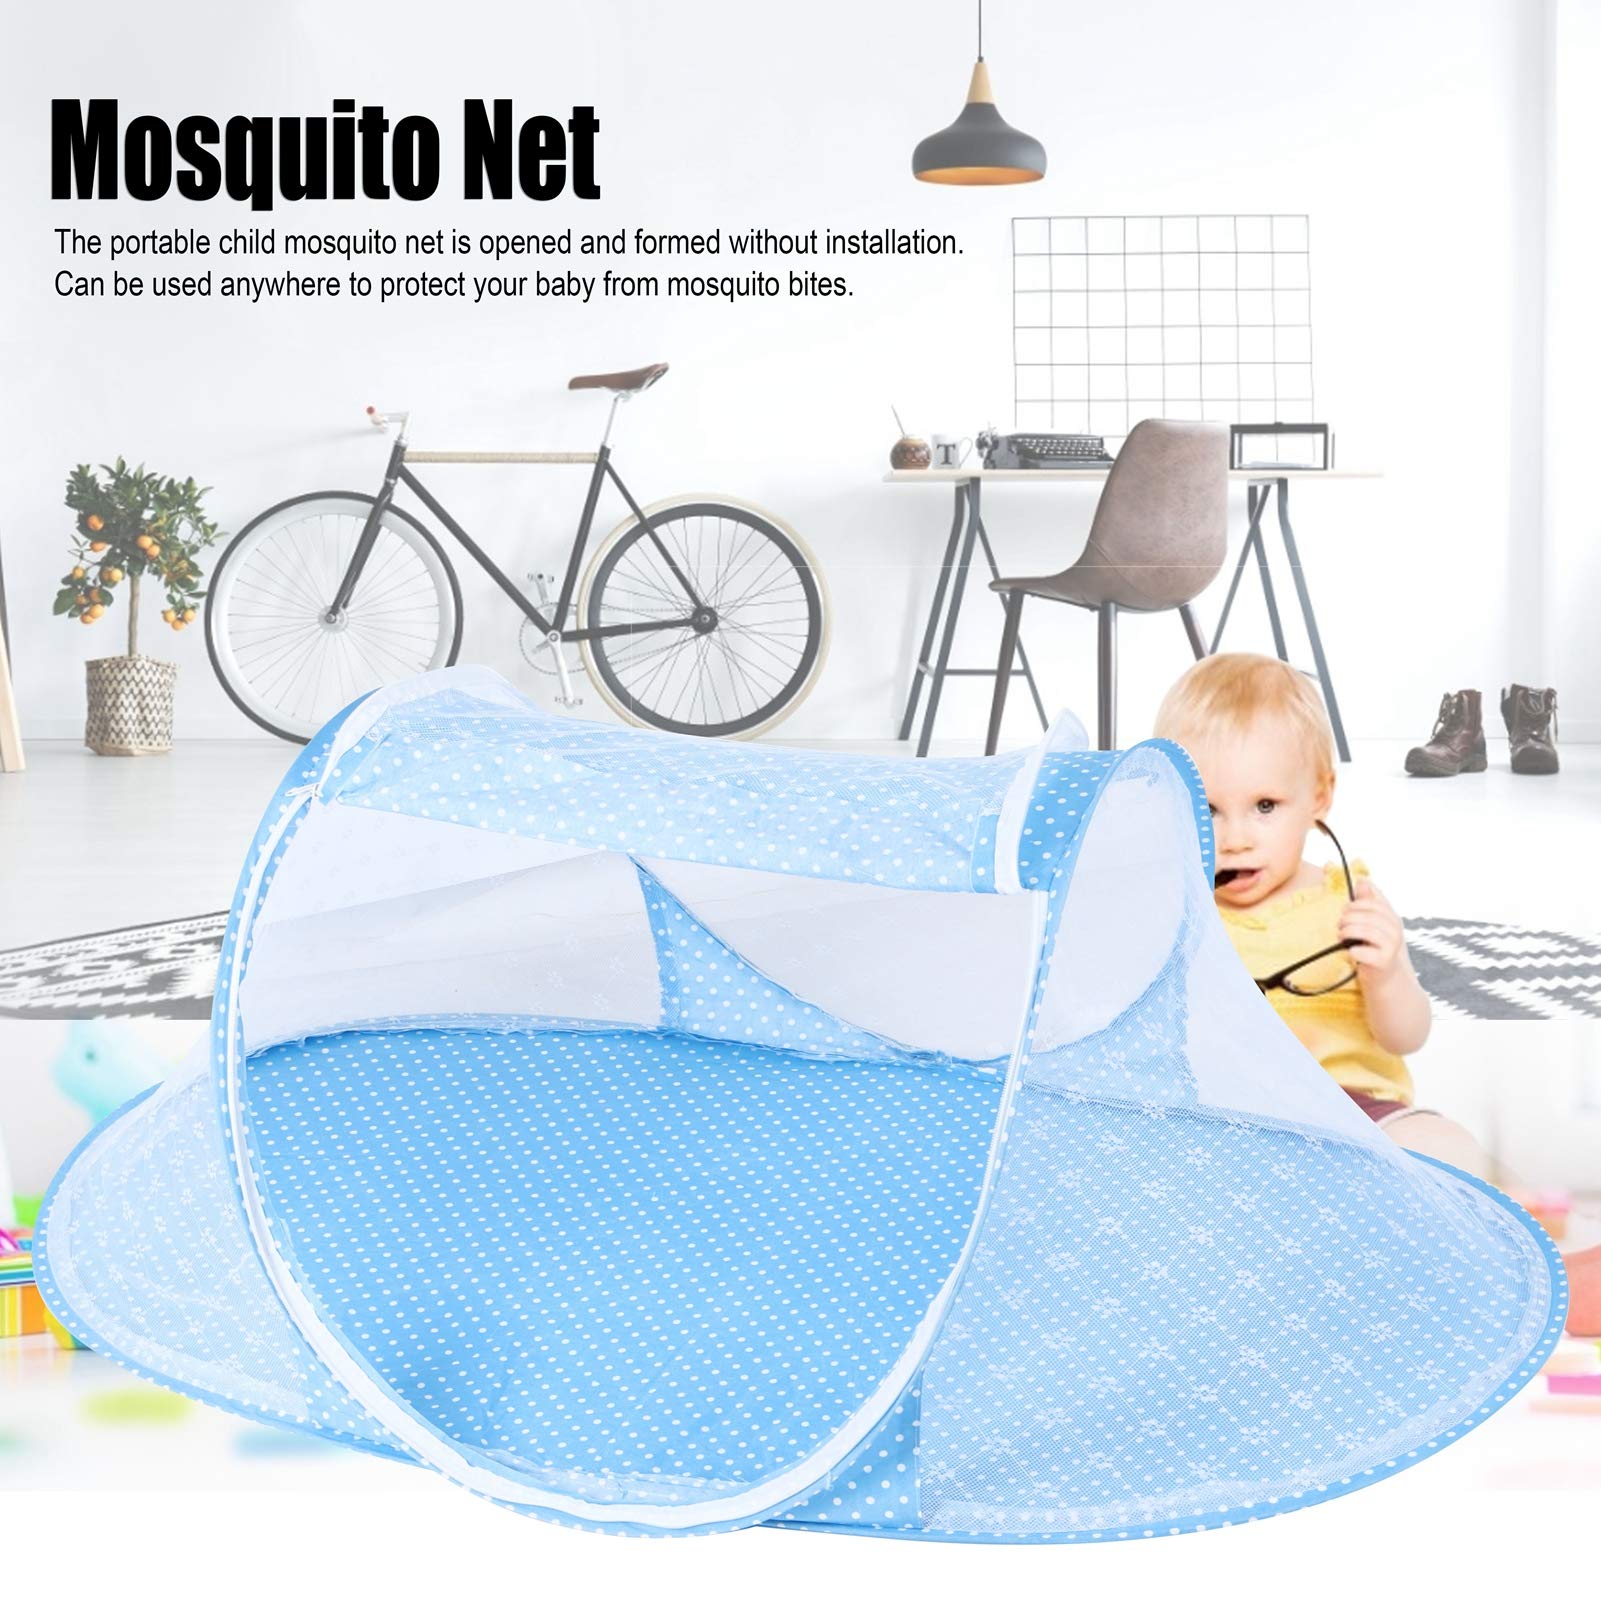 Mosquito Net
The portable child mosquito net is opened and formed without installation.
Can be used anywhere to protect your baby from mosquito bites.
T